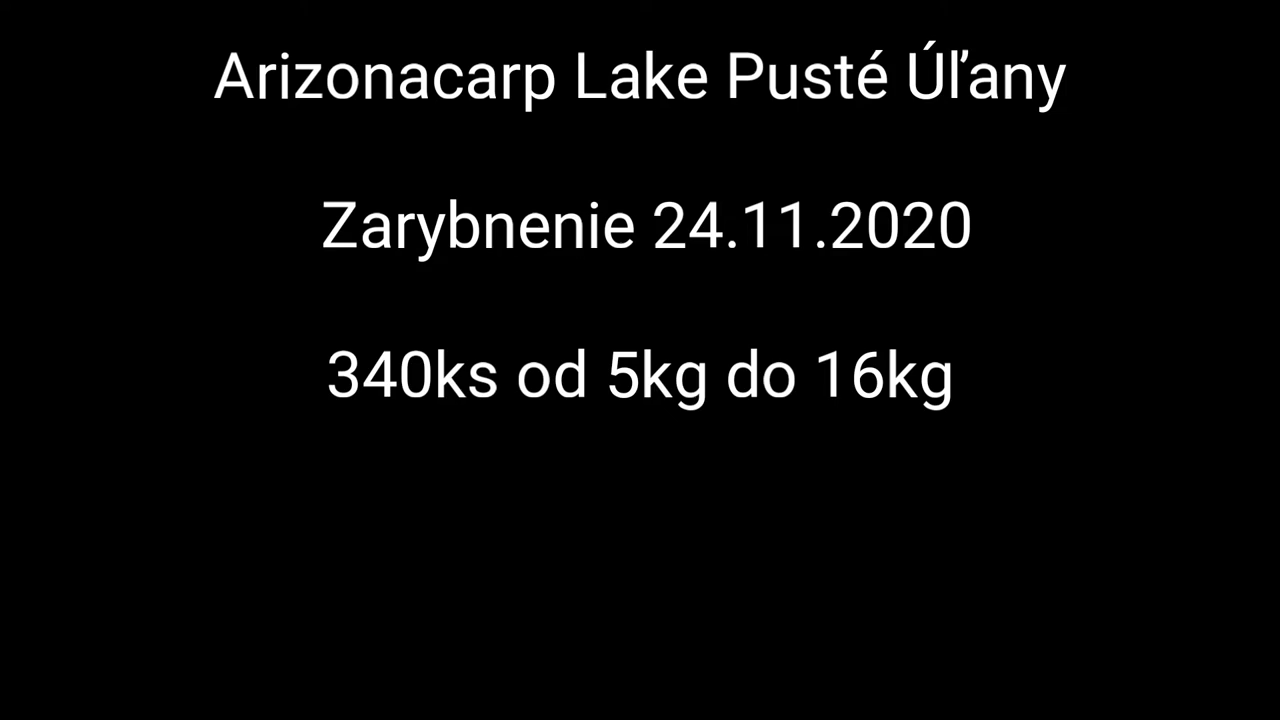 Arizonacarp Lake Pusté Úľany
Zarybnenie 24.11.2020
340ks od 5kg do 16kg